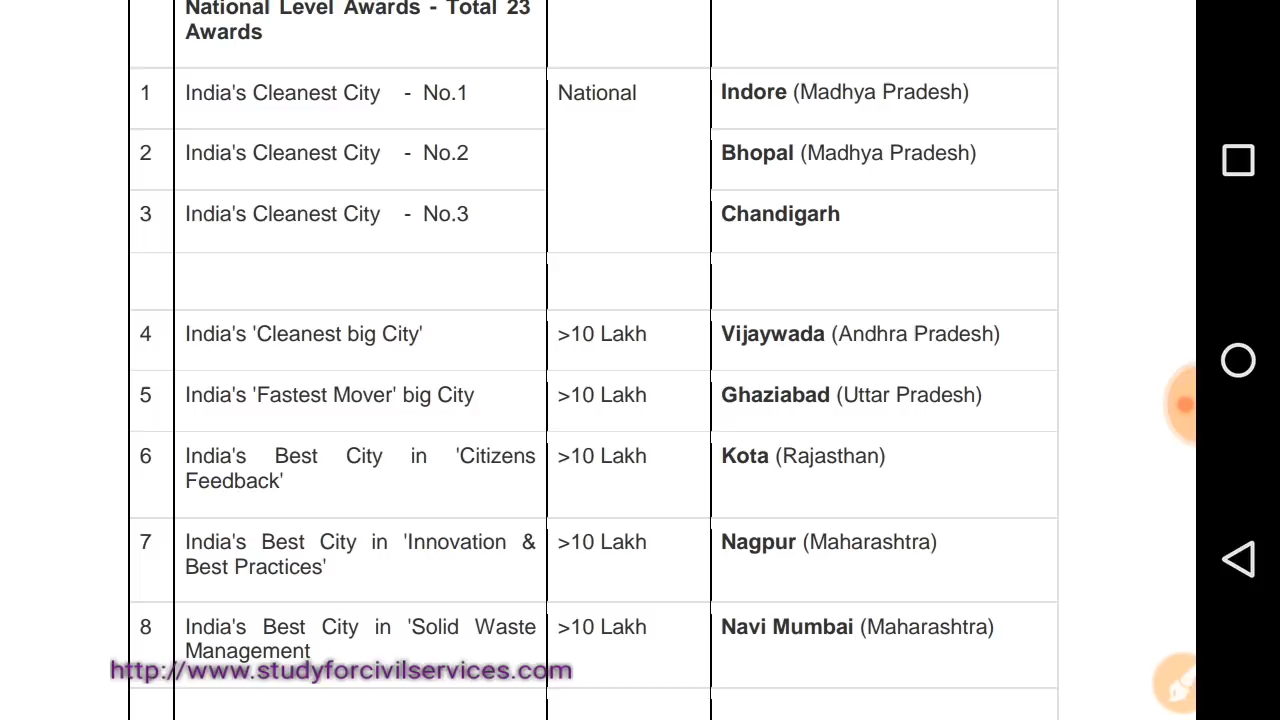 National Level Awards - Total 23
Awards
1 India's Cleanest City - No.1 National Indore (Madhya Pradesh)
2 India's Cleanest City - No.2 Bhopal (Madhya Pradesh)
3 India's Cleanest City - No.3 Chandigarh
4 India's 'Cleanest big City' >10 Lakh Vijaywada (Andhra Pradesh)
5 India's 'Fastest Mover' big City >10 Lakh Ghaziabad (Uttar Pradesh)
6 India's Best City in 'Citizens >10 Lakh Kota (Rajasthan)
Feedback'
7 India's Best City in 'Innovation & >10 Lakh Nagpur (Maharashtra)
Best Practices'
8 India's Best City in 'Solid Waste >10 Lakh Navi Mumbai (Maharashtra)
Management
http://www.studyforcivilservices.com